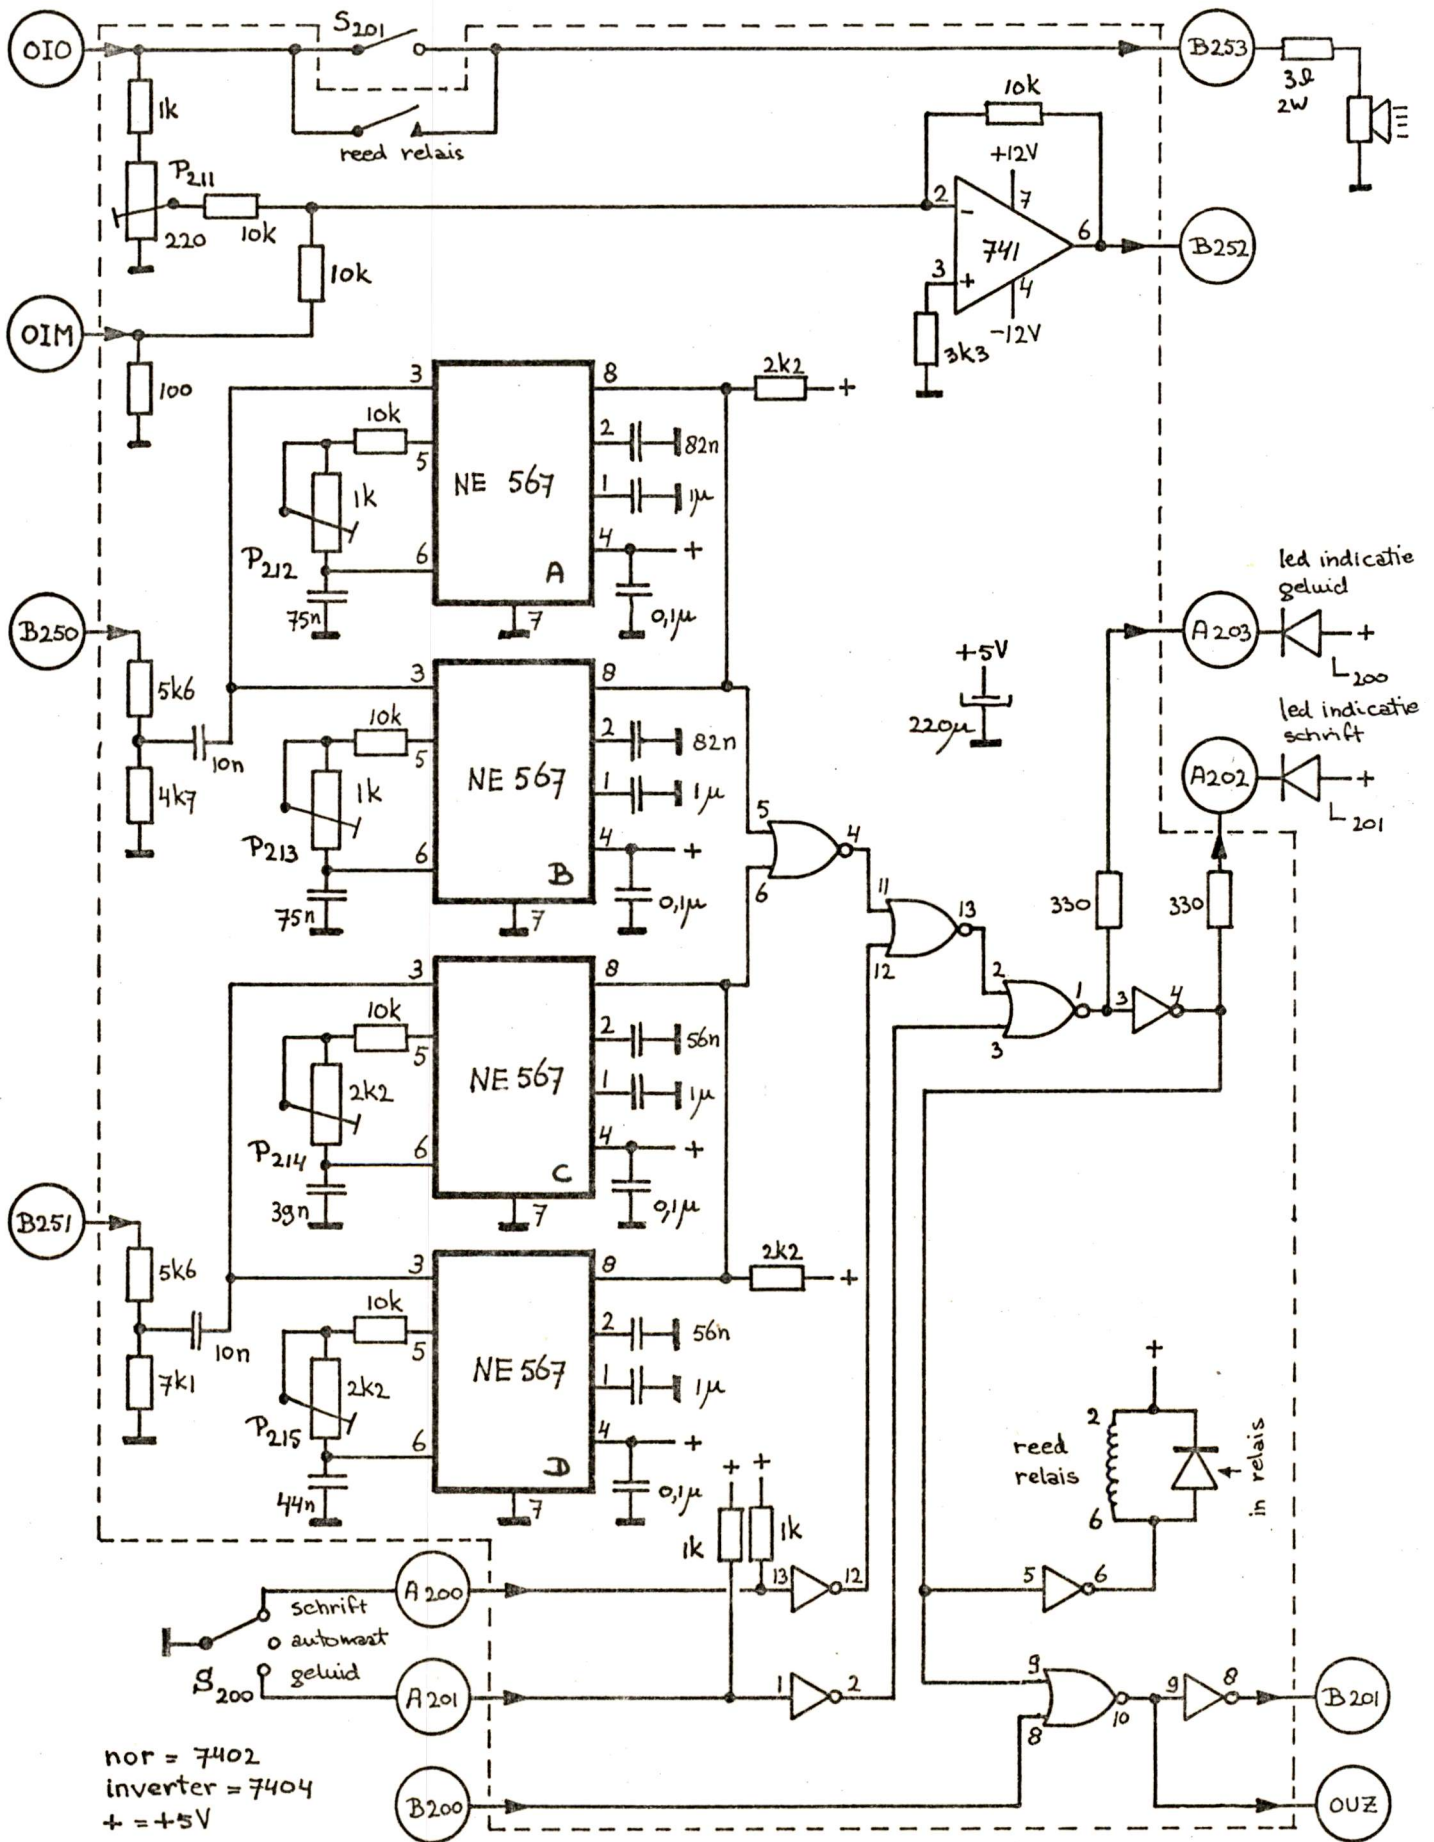 OIO
S201
B253
3Ω
2W
1k
reed relais
10k
+12V
P211
220
10k
2
-
7
741
6
B252
3
+
4
-12V
3k3
10k
OIM
100
3
8
2k2
+
10k
5
2
82n
NE 567
1k
1
1µ
P212
6
4
+
A
75n
7
0,1µ
B250
5k6
10n
4k7
3
8
10k
5
2
82n
NE 567
1k
1
1µ
P213
6
4
+
B
75n
7
0,1µ
+5V
220µ
led indicatie
geluid
A203
+
L200
led indicatie
schrift
A202
+
L201
5
4
6
11
13
12
2
1
3
3
4
330
330
3
8
10k
5
2
56n
NE 567
2k2
1
1µ
P214
6
4
+
C
39n
7
0,1µ
B251
5k6
10n
7k1
3
8
2k2
+
10k
5
2
56n
NE 567
2k2
1
1µ
P215
6
4
+
D
44n
7
0,1µ
+
2
reed
relais
6
in relais
+ +
1k
1k
A200
13
12
5
6
schrift
automaat
geluid
S200
A201
1
2
9
8
10
9
8
B201
nor = 7402
inverter = 7404
+ = +5V
B200
OUZ